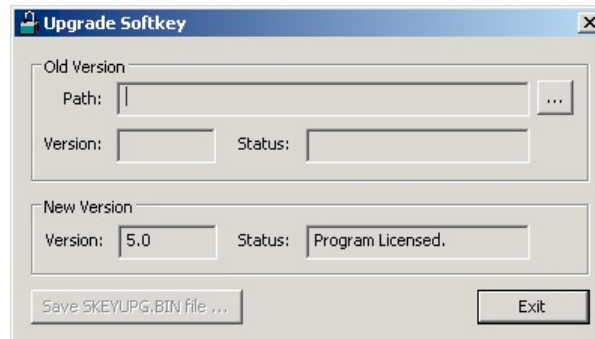 Upgrade Softkey
Old Version
Path:
...
Version: Status:
New Version
Version: 5.0 Status: Program Licensed.
Save SKEYUPG.BIN file ... Exit